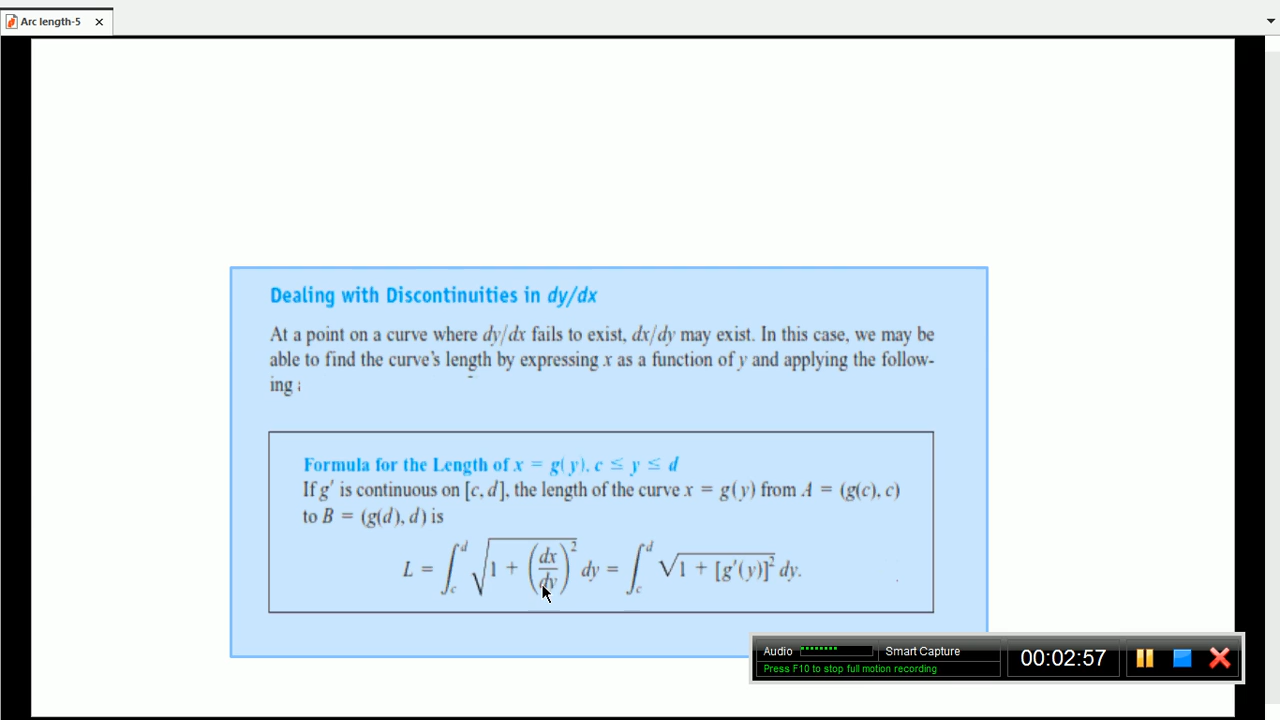 Arc length-5
Dealing with Discontinuities in dy/dx
At a point on a curve where dy/dx fails to exist, dx/dy may exist. In this case, we may be
able to find the curve's length by expressing x as a function of y and applying the follow-
ing
Formula for the Length of x = g(y), c ≤ y ≤ d
If g′ is continuous on [c, d], the length of the curve x = g(y) from A = (g(c), c)
to B = (g(d), d) is
L = ∫_c^d √(1 + (dx/dy)²) dy = ∫_c^d √(1 + [g′(y)]²) dy.
Audio Smart Capture 00:02:57
Press F10 to stop full motion recording